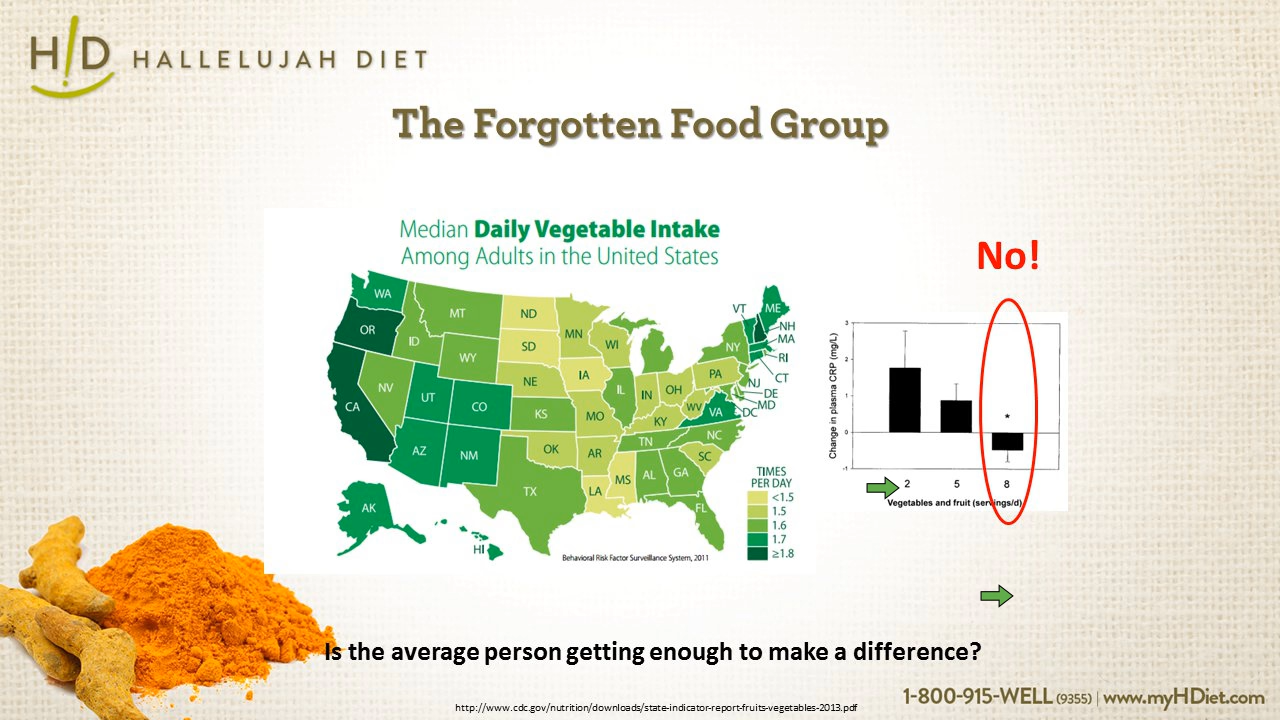 H!D HALLELUJAH DIET
The Forgotten Food Group
Median Daily Vegetable Intake
Among Adults in the United States
No!
WA
OR
CA
NV
ID
MT
WY
UT
CO
AZ
NM
ND
SD
NE
KS
OK
TX
MN
IA
MO
AR
LA
WI
IL
IN
OH
KY
TN
MS
AL
GA
FL
SC
NC
WV
VA
PA
NY
VT
ME
NH
MA
RI
CT
NJ
DE
MD
DC
AK
HI
TIMES
PER DAY
<1.5
1.5
1.6
1.7
≥1.8
Behavioral Risk Factor Surveillance System, 2011
Change in plasma CRP (mg/L)
3
2
1
0
-1
*
2 5 8
Vegetables and fruit (servings/d)
Is the average person getting enough to make a difference?
1-800-915-WELL (9355) | www.myHDiet.com
http://www.cdc.gov/nutrition/downloads/state-indicator-report-fruits-vegetables-2013.pdf